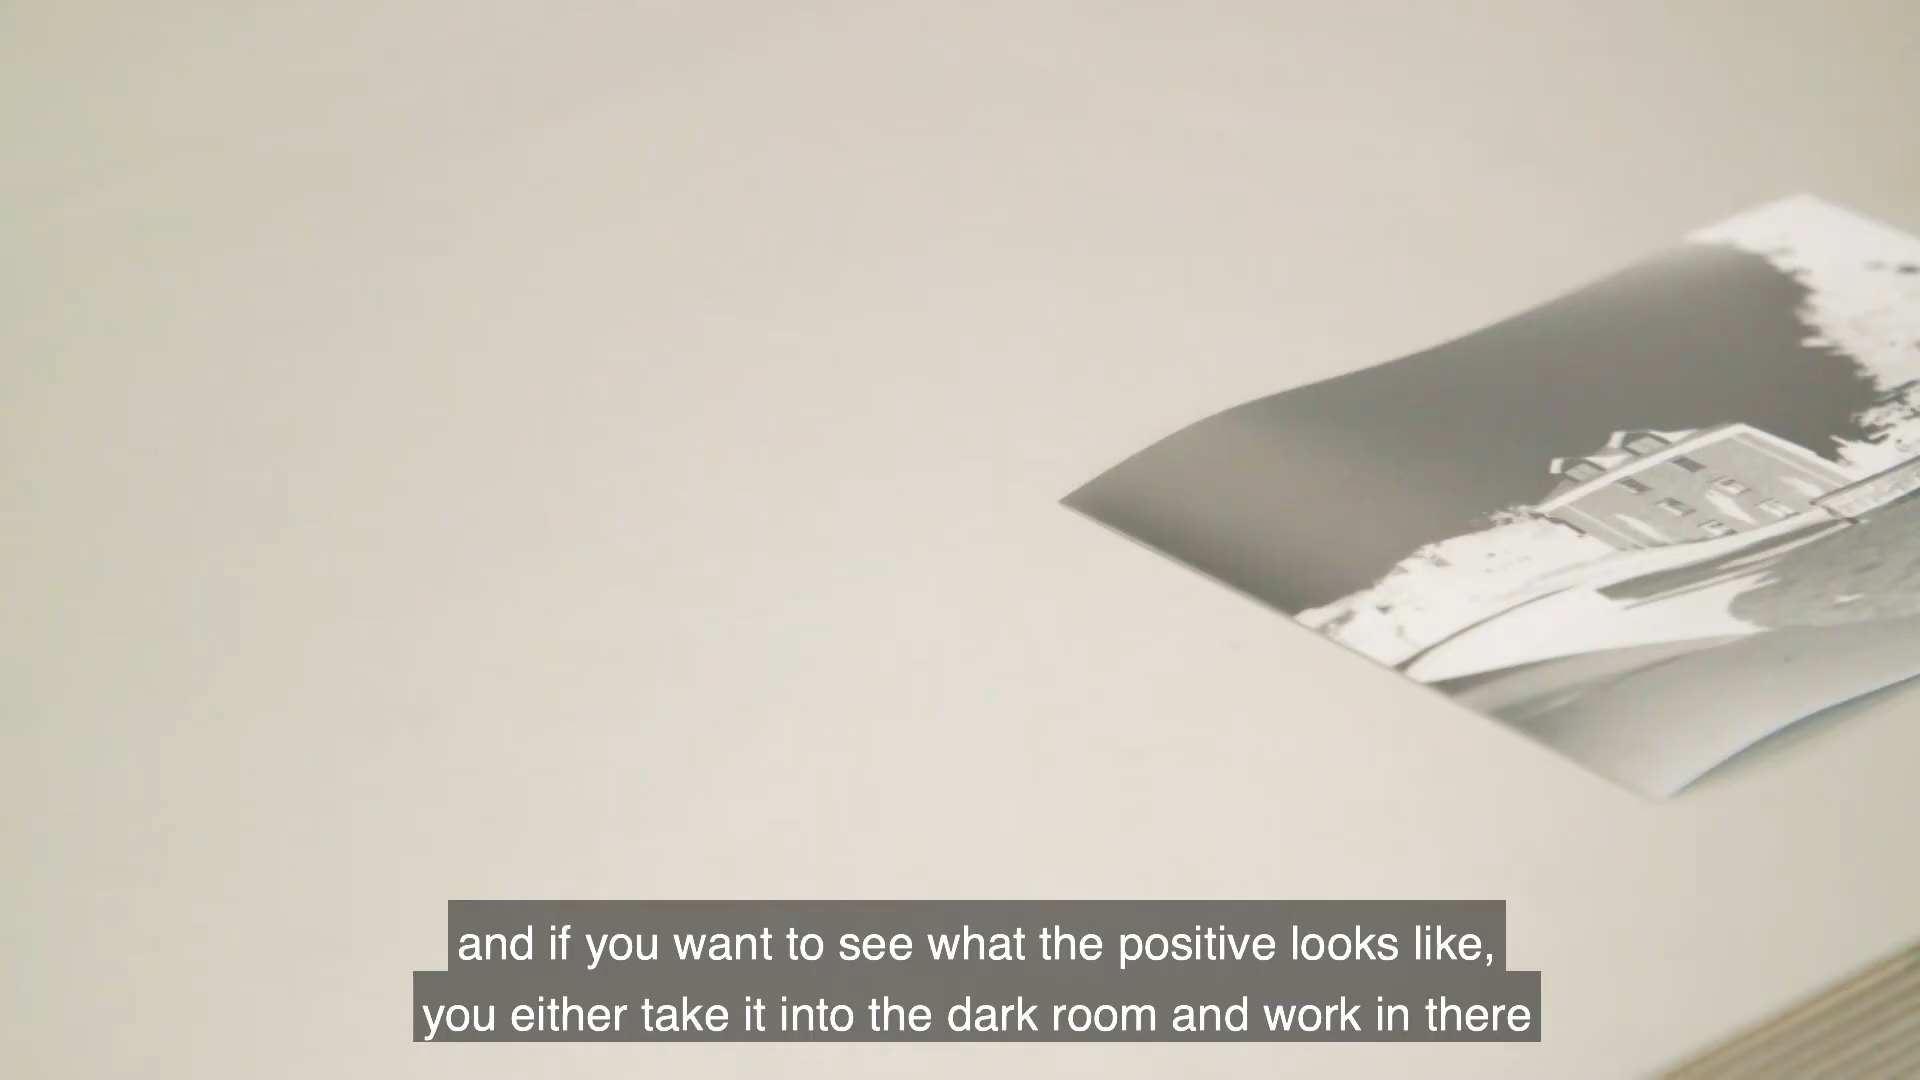 and if you want to see what the positive looks like,
you either take it into the dark room and work in there